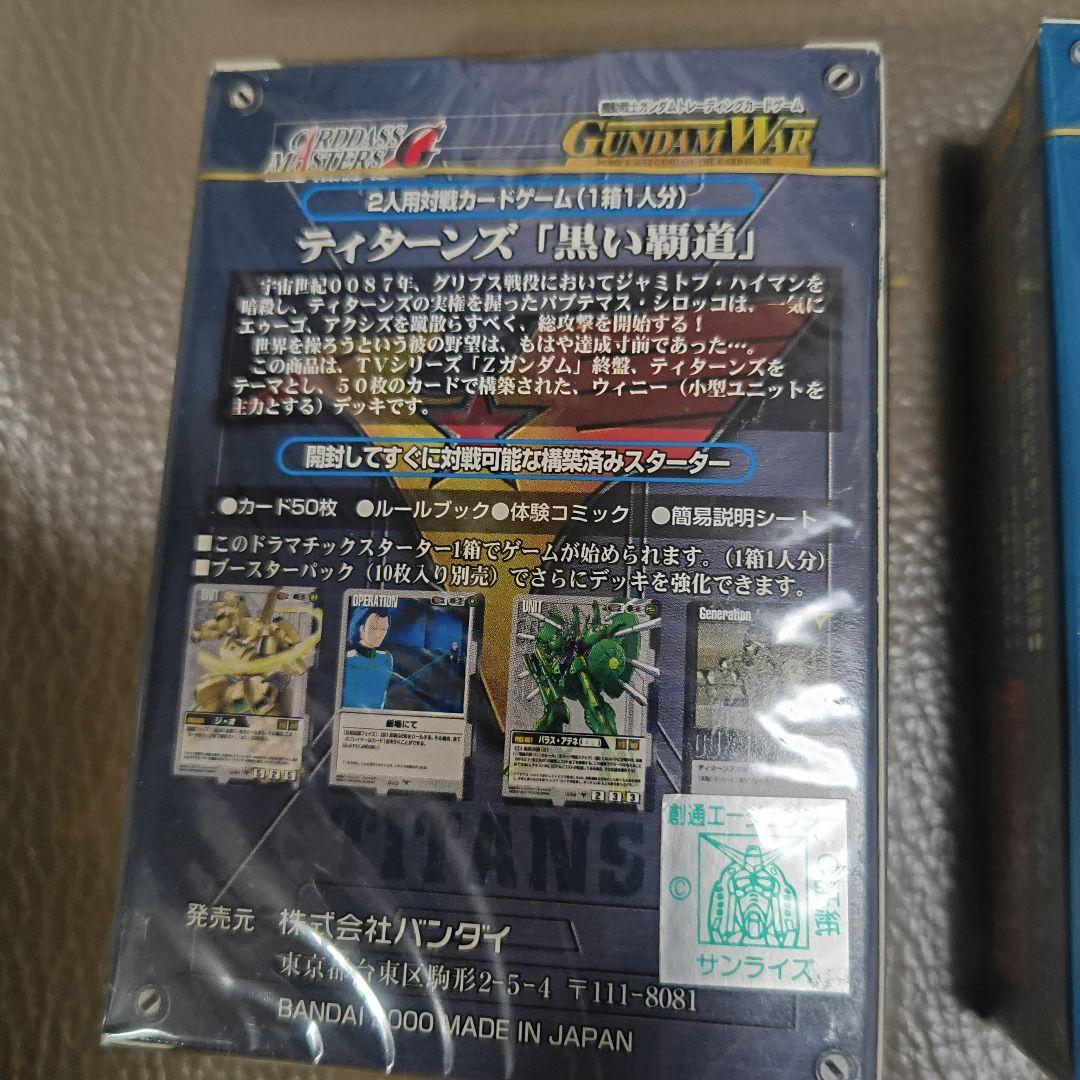 CARDDASS MASTERS G
機動戦士ガンダムトレーディングカードゲーム
GUNDAM WAR
2人用対戦カードゲーム(1箱1人分)
ティターンズ「黒い覇道」
宇宙世紀0087年、グリプス戦役においてジャミトフ・ハイマンを
暗殺し、ティターンズの実権を握ったパプテマス・シロッコは、一気に
エゥーゴ、アクシズを蹴散らすべく、総攻撃を開始する！
世界を操ろうという彼の野望は、もはや達成寸前であった…。
この商品は、TVシリーズ「Zガンダム」終盤、ティターンズを
テーマとし、50枚のカードで構築された、ウィニー（小型ユニットを
主力とする）デッキです。
開封してすぐに対戦可能な構築済みスターター
●カード50枚 ●ルールブック●体験コミック ●簡易説明シート
■このドラマチックスターター1箱でゲームが始められます。(1箱1人分)
■ブースターパック（10枚入り別売）でさらにデッキを強化できます。
UNIT
OPERATION
UNIT
Generation
ジ・オ
劇場にて
パラス・アテネ
TITANS
創通エージェンシー
©
サンライズ
発売元 株式会社バンダイ
東京都台東区駒形2-5-4 〒111-8081
BANDAI 2000 MADE IN JAPAN